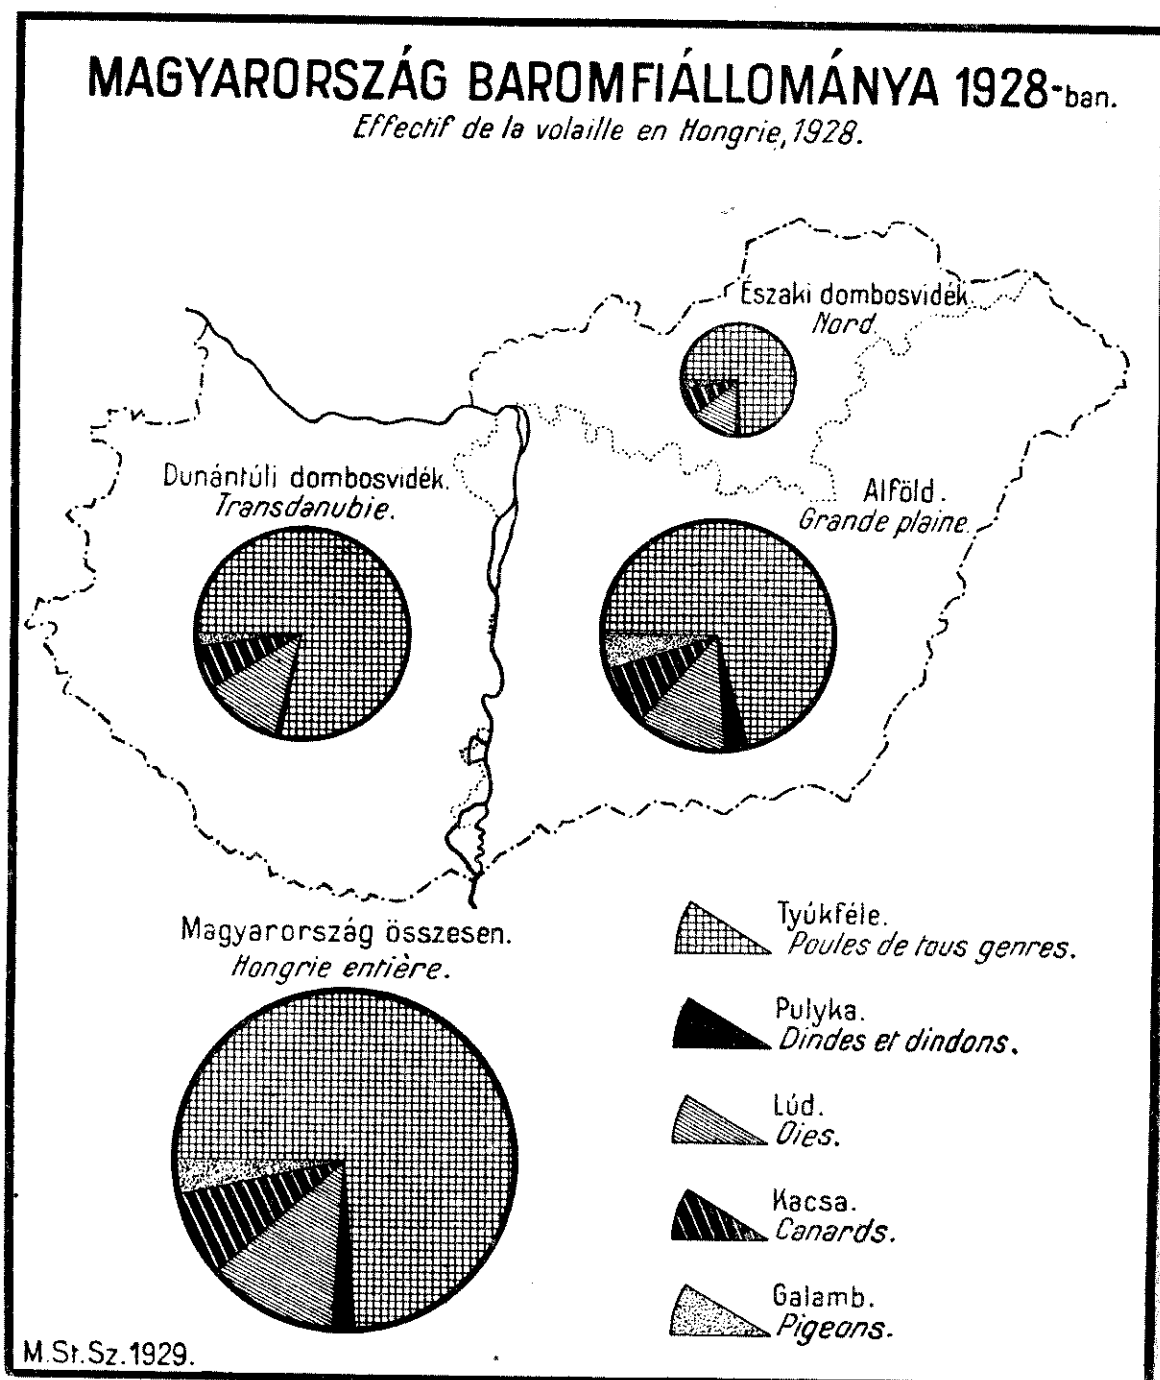 MAGYARORSZÁG BAROMFIÁLLOMÁNYA 1928-ban.
Effectif de la volaille en Hongrie, 1928.
Északi dombosvidék.
Nord.
Dunántúli dombosvidék.
Transdanubie.
Alföld.
Grande plaine.
Magyarország összesen.
Hongrie entière.
Tyúkféle.
Poules de tous genres.
Pulyka.
Dindes et dindons.
Lúd.
Oies.
Kacsa.
Canards.
Galamb.
Pigeons.
M.St.Sz.1929.